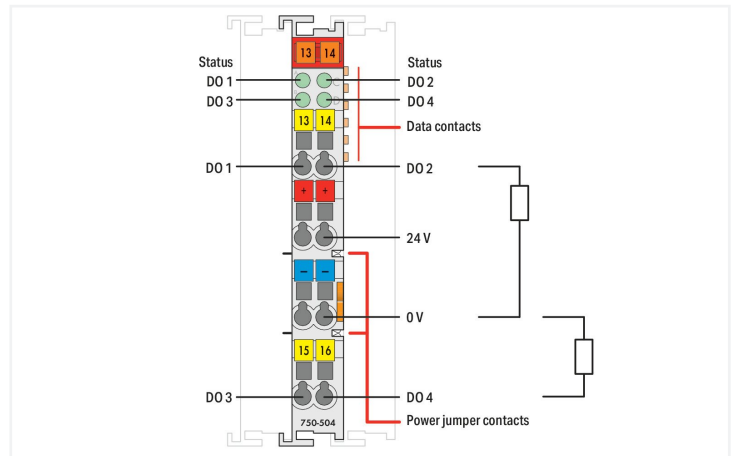 13 14
Status
Status
DO 1
DO 2
DO 3
DO 4
13 14
Data contacts
DO 1
DO 2
+ +
24 V
– –
0 V
15 16
DO 3
DO 4
750-504
Power jumper contacts